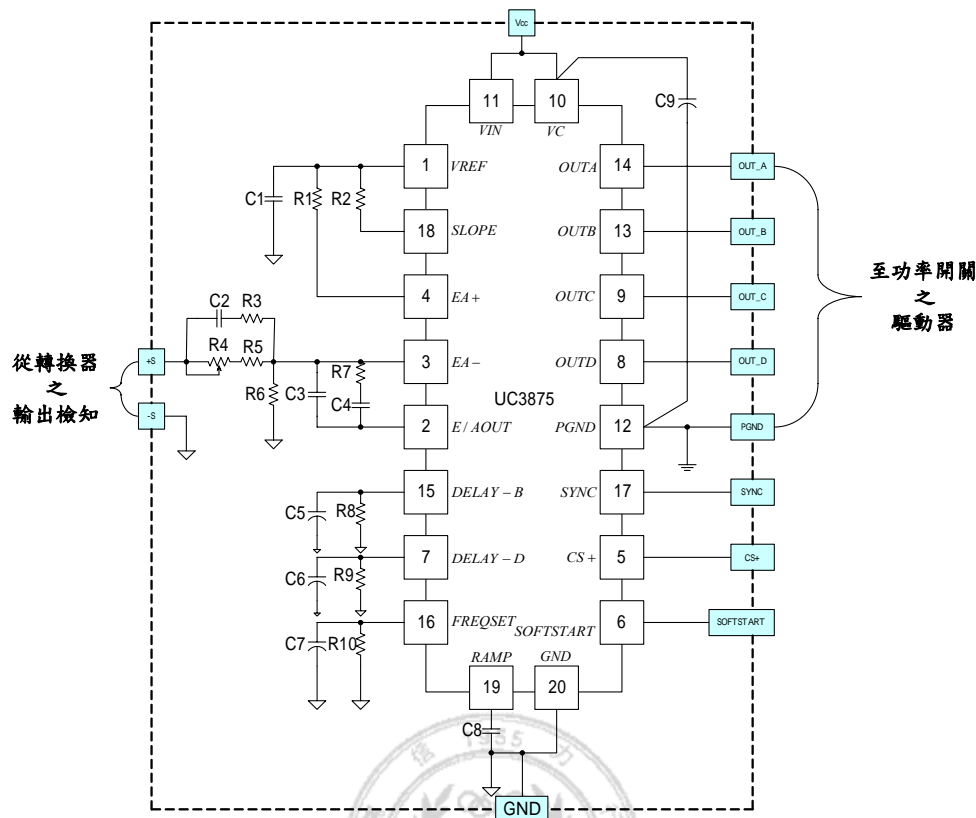 Vcc
11
10
VIN
VC
C9
1
VREF
OUTA
14
OUT_A
C1
R1
R2
18
SLOPE
OUTB
13
OUT_B
4
EA+
OUTC
9
OUT_C
至功率開關
之
驅動器
C2
R3
R4
R5
+S
-S
從轉換器
之
輸出檢知
R6
C3
R7
C4
3
EA−
OUTD
8
OUT_D
UC3875
2
E/AOUT
PGND
12
PGND
C5
R8
15
DELAY−B
SYNC
17
SYNC
C6
R9
7
DELAY−D
CS+
5
CS+
C7
R10
16
FREQSET
SOFTSTART
6
SOFTSTART
RAMP
GND
19
20
C8
GND
信
1955
力